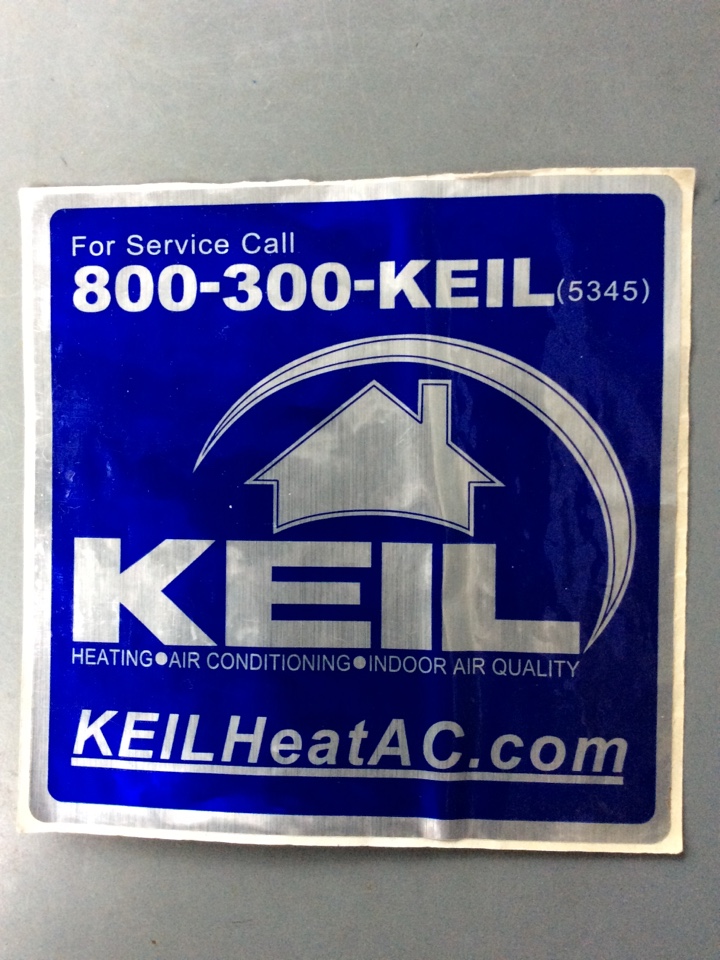 For Service Call
800-300-KEIL(5345)
KEIL
HEATING●AIR CONDITIONING●INDOOR AIR QUALITY
KEILHeatAC.com